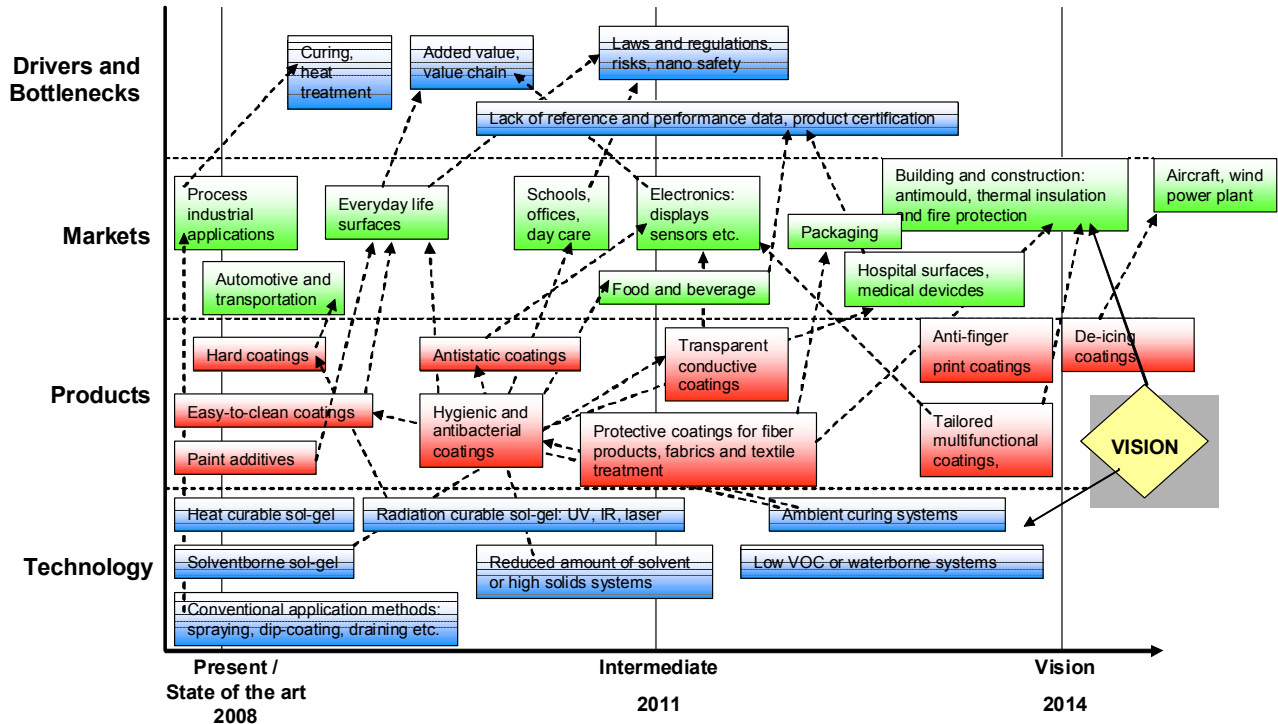 Drivers and
Bottlenecks
Curing,
heat
treatment
Added value,
value chain
Laws and regulations,
risks, nano safety
Lack of reference and performance data, product certification
Markets
Process
industrial
applications
Everyday life
surfaces
Schools,
offices,
day care
Electronics:
displays
sensors etc.
Packaging
Building and construction:
antimould, thermal insulation
and fire protection
Aircraft, wind
power plant
Automotive and
transportation
Food and beverage
Hospital surfaces,
medical devicdes
Products
Hard coatings
Antistatic coatings
Transparent
conductive
coatings
Anti-finger
print coatings
De-icing
coatings
Easy-to-clean coatings
Hygienic and
antibacterial
coatings
Protective coatings for fiber
products, fabrics and textile
treatment
Tailored
multifunctional
coatings,
VISION
Paint additives
Technology
Heat curable sol-gel
Radiation curable sol-gel: UV, IR, laser
Ambient curing systems
Solventborne sol-gel
Reduced amount of solvent
or high solids systems
Low VOC or waterborne systems
Conventional application methods:
spraying, dip-coating, draining etc.
Present /
State of the art
2008
Intermediate
2011
Vision
2014